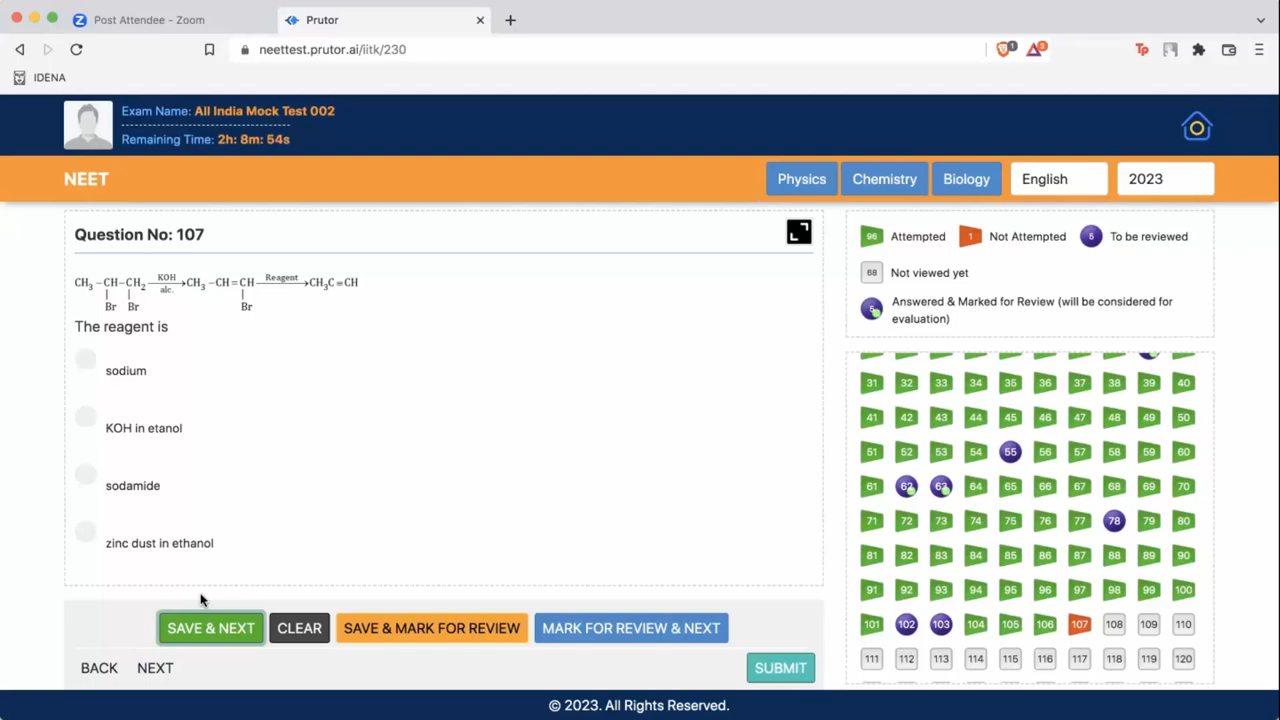 Post Attendee - Zoom
Prutor
neettest.prutor.ai/iitk/230
1
3
Tp
IDENA
Exam Name: All India Mock Test 002
Remaining Time: 2h: 8m: 54s
NEET
Physics
Chemistry
Biology
English
2023
Question No: 107
CH₃ –CH–CH₂ —KOH alc.→ CH₃ –CH=CH —Reagent→ CH₃C≡CH
Br Br Br
The reagent is
sodium
KOH in etanol
sodamide
zinc dust in ethanol
SAVE & NEXT
CLEAR
SAVE & MARK FOR REVIEW
MARK FOR REVIEW & NEXT
BACK
NEXT
SUBMIT
96 Attempted
1 Not Attempted
6 To be reviewed
68 Not viewed yet
5 Answered & Marked for Review (will be considered for
evaluation)
31 32 33 34 35 36 37 38 39 40
41 42 43 44 45 46 47 48 49 50
51 52 53 54 55 56 57 58 59 60
61 62 63 64 65 66 67 68 69 70
71 72 73 74 75 76 77 78 79 80
81 82 83 84 85 86 87 88 89 90
91 92 93 94 95 96 97 98 99 100
101 102 103 104 105 106 107 108 109 110
111 112 113 114 115 116 117 118 119 120
© 2023. All Rights Reserved.